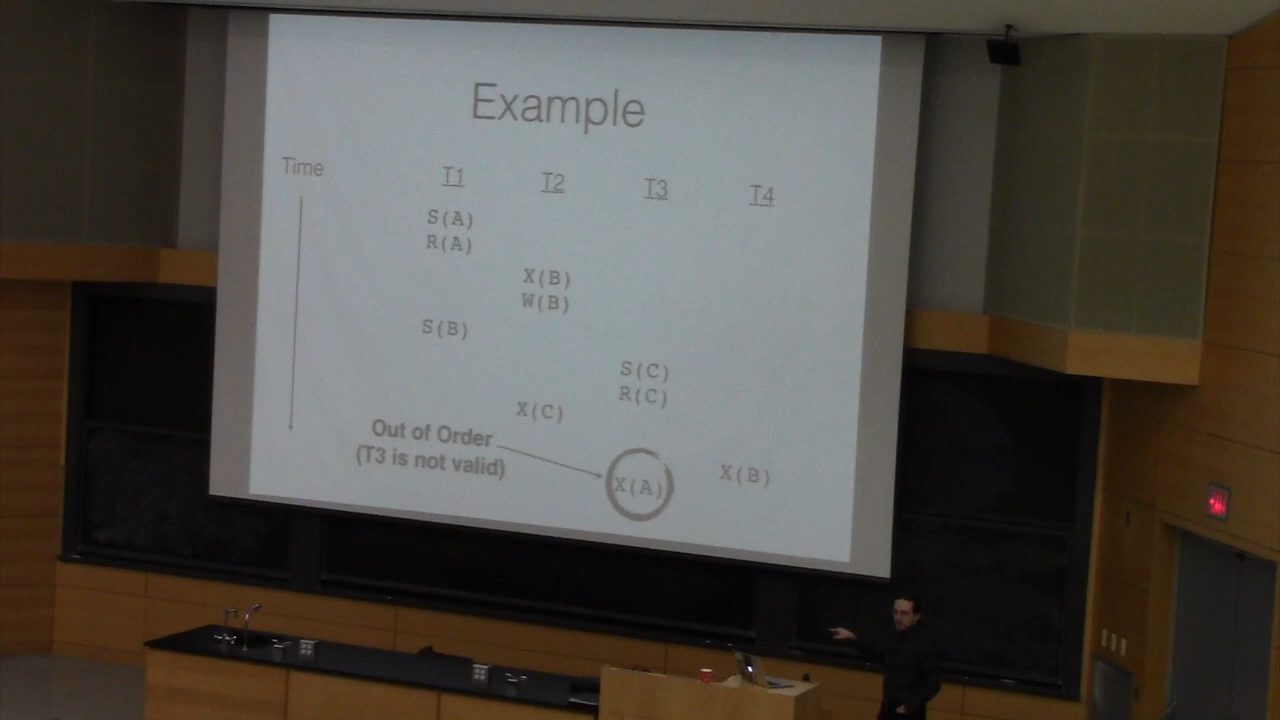 Example
Time T1 T2 T3 T4
S(A)
R(A)
X(B)
W(B)
S(B)
S(C)
R(C)
X(C)
Out of Order
(T3 is not valid)
X(B)
X(A)